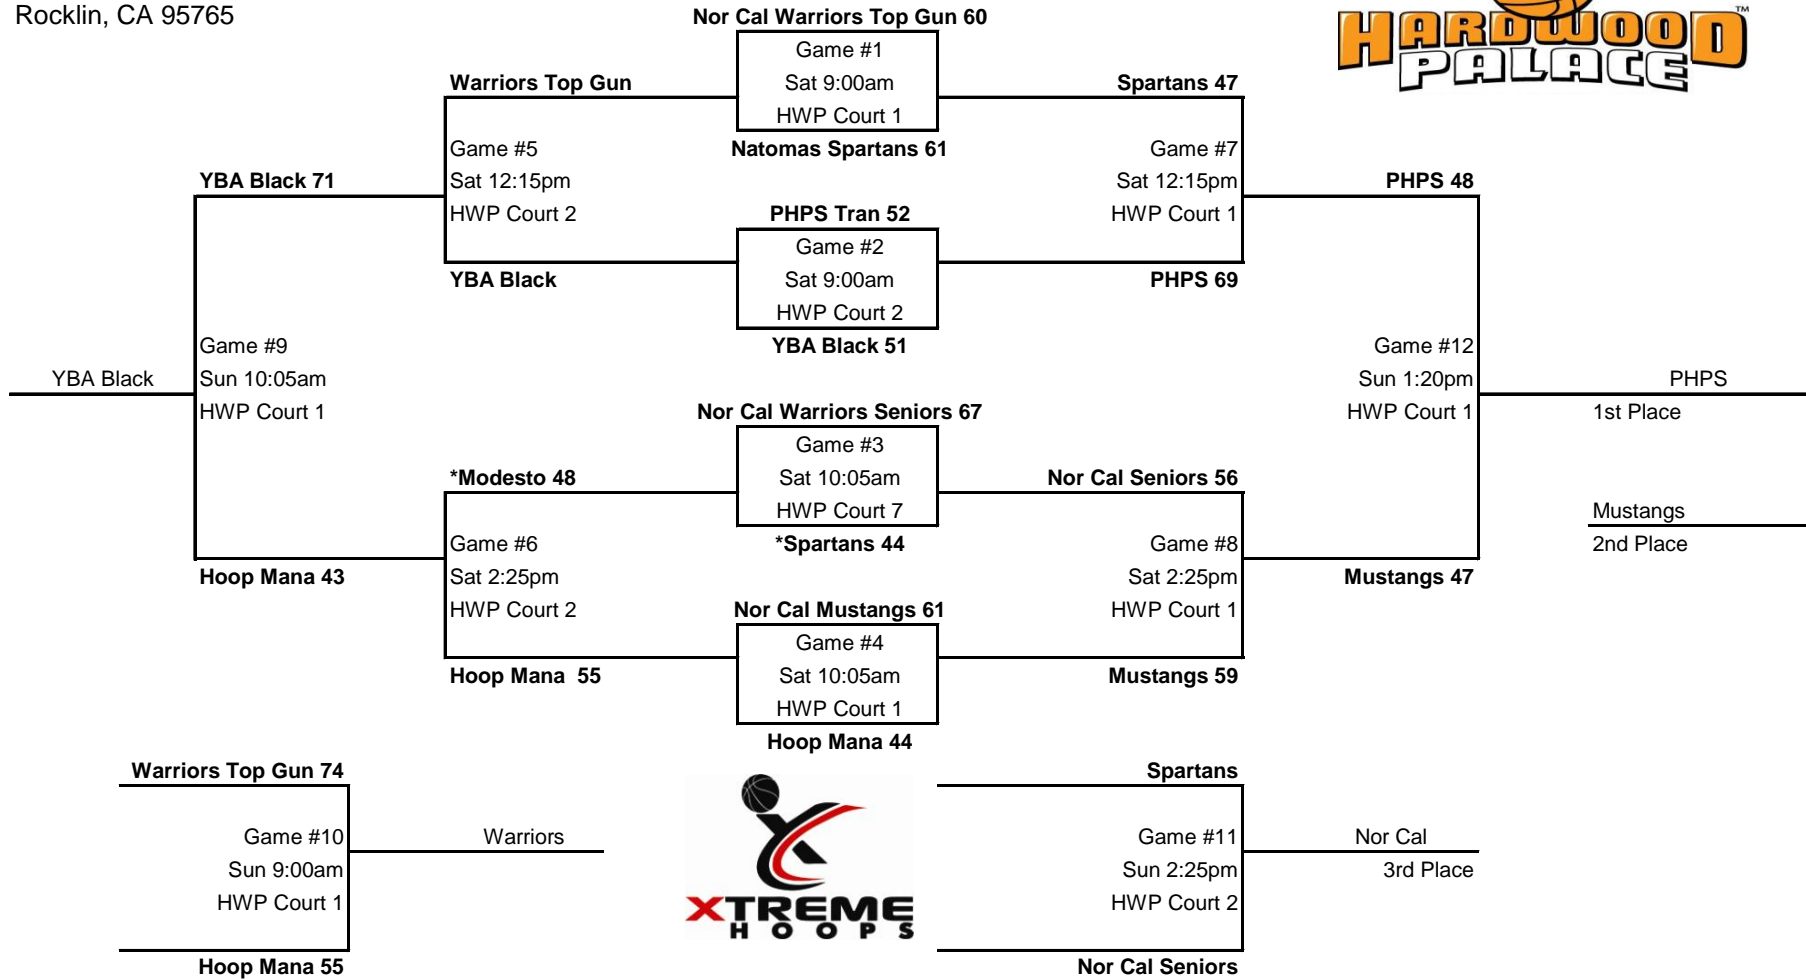 Rocklin, CA 95765
HARDWOOD
PALACE
TM
Nor Cal Warriors Top Gun 60
Game #1
Sat 9:00am
HWP Court 1
Natomas Spartans 61
Warriors Top Gun
Game #5
Sat 12:15pm
HWP Court 2
YBA Black
Spartans 47
Game #7
Sat 12:15pm
HWP Court 1
PHPS 69
YBA Black 71
PHPS 48
PHPS Tran 52
Game #2
Sat 9:00am
HWP Court 2
YBA Black 51
Game #9
Sun 10:05am
HWP Court 1
YBA Black
Game #12
Sun 1:20pm
HWP Court 1
PHPS
1st Place
Nor Cal Warriors Seniors 67
Game #3
Sat 10:05am
HWP Court 7
*Spartans 44
*Modesto 48
Game #6
Sat 2:25pm
HWP Court 2
Hoop Mana  55
Nor Cal Seniors 56
Game #8
Sat 2:25pm
HWP Court 1
Mustangs 59
Mustangs
2nd Place
Hoop Mana 43
Mustangs 47
Nor Cal Mustangs 61
Game #4
Sat 10:05am
HWP Court 1
Hoop Mana 44
Warriors Top Gun 74
Game #10
Sun 9:00am
HWP Court 1
Hoop Mana 55
Warriors
XTREME
HOOPS
Spartans
Game #11
Sun 2:25pm
HWP Court 2
Nor Cal Seniors
Nor Cal
3rd Place